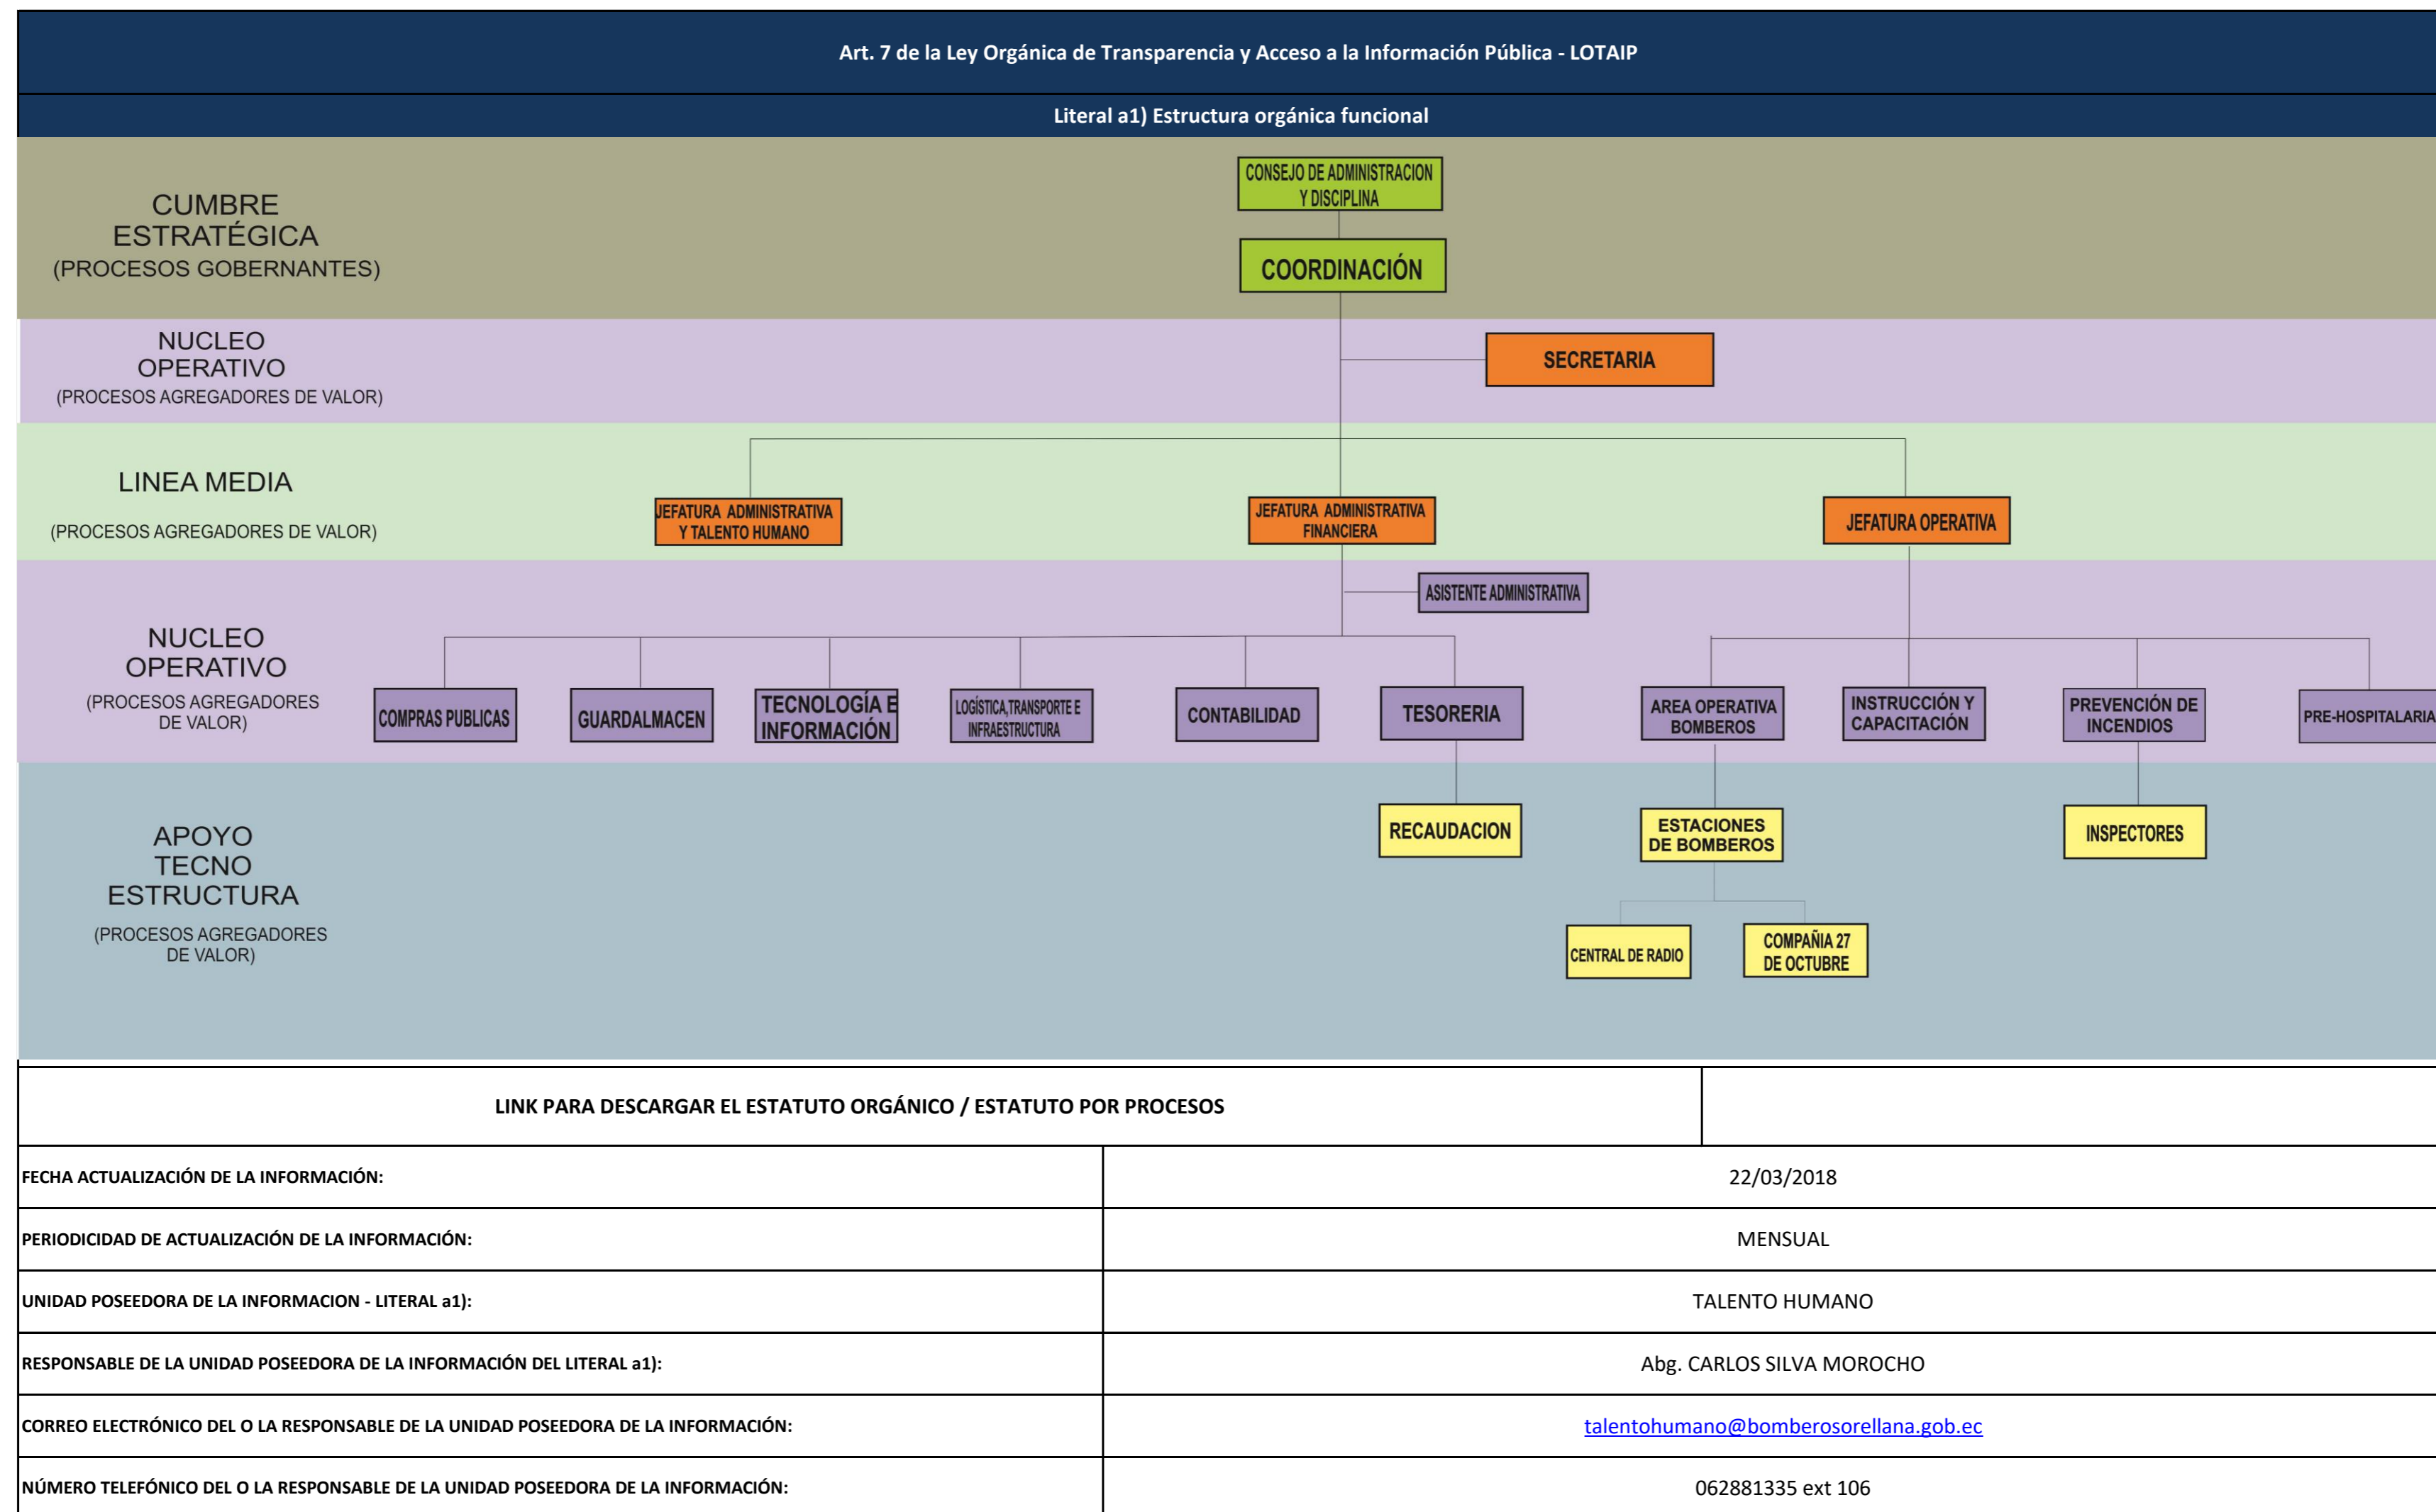 Art. 7 de la Ley Orgánica de Transparencia y Acceso a la Información Pública - LOTAIP
Literal a1) Estructura orgánica funcional
CUMBRE
ESTRATÉGICA
(PROCESOS GOBERNANTES)
CONSEJO DE ADMINISTRACION
Y DISCIPLINA
COORDINACIÓN
NUCLEO
OPERATIVO
(PROCESOS AGREGADORES DE VALOR)
SECRETARIA
LINEA MEDIA
(PROCESOS AGREGADORES DE VALOR)
JEFATURA ADMINISTRATIVA
Y TALENTO HUMANO
JEFATURA ADMINISTRATIVA
FINANCIERA
JEFATURA OPERATIVA
NUCLEO
OPERATIVO
(PROCESOS AGREGADORES
DE VALOR)
ASISTENTE ADMINISTRATIVA
COMPRAS PUBLICAS
GUARDALMACEN
TECNOLOGÍA E
INFORMACIÓN
LOGÍSTICA,TRANSPORTE E
INFRAESTRUCTURA
CONTABILIDAD
TESORERIA
AREA OPERATIVA
BOMBEROS
INSTRUCCIÓN Y
CAPACITACIÓN
PREVENCIÓN DE
INCENDIOS
PRE-HOSPITALARIA
APOYO
TECNO
ESTRUCTURA
(PROCESOS AGREGADORES
DE VALOR)
RECAUDACION
ESTACIONES
DE BOMBEROS
INSPECTORES
CENTRAL DE RADIO
COMPAÑIA 27
DE OCTUBRE
LINK PARA DESCARGAR EL ESTATUTO ORGÁNICO / ESTATUTO POR PROCESOS
FECHA ACTUALIZACIÓN DE LA INFORMACIÓN:
22/03/2018
PERIODICIDAD DE ACTUALIZACIÓN DE LA INFORMACIÓN:
MENSUAL
UNIDAD POSEEDORA DE LA INFORMACION - LITERAL a1):
TALENTO HUMANO
RESPONSABLE DE LA UNIDAD POSEEDORA DE LA INFORMACIÓN DEL LITERAL a1):
Abg. CARLOS SILVA MOROCHO
CORREO ELECTRÓNICO DEL O LA RESPONSABLE DE LA UNIDAD POSEEDORA DE LA INFORMACIÓN:
talentohumano@bomberosorellana.gob.ec
NÚMERO TELEFÓNICO DEL O LA RESPONSABLE DE LA UNIDAD POSEEDORA DE LA INFORMACIÓN:
062881335 ext 106